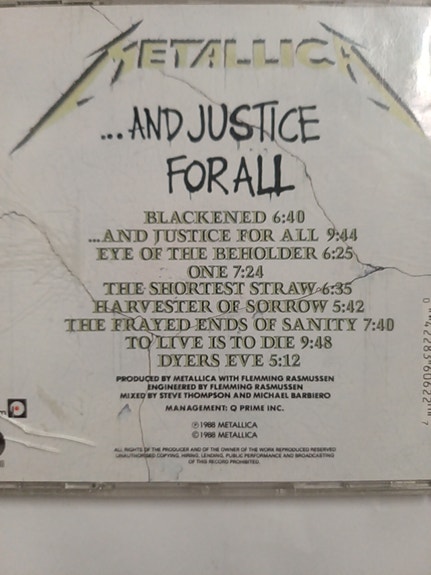 METALLICA
...AND JUSTICE
FOR ALL
BLACKENED 6:40
...AND JUSTICE FOR ALL 9:44
EYE OF THE BEHOLDER 6:25
ONE 7:24
THE SHORTEST STRAW 6:35
HARVESTER OF SORROW 5:42
THE FRAYED ENDS OF SANITY 7:40
TO LIVE IS TO DIE 9:48
DYERS EVE 5:12
PRODUCED BY METALLICA WITH FLEMMING RASMUSSEN
ENGINEERED BY FLEMMING RASMUSSEN
MIXED BY STEVE THOMPSON AND MICHAEL BARBIERO
MANAGEMENT: Q PRIME INC.
℗ 1988 METALLICA
© 1988 METALLICA
ALL RIGHTS OF THE PRODUCER AND OF THE OWNER OF THE WORK REPRODUCED RESERVED
UNAUTHORISED COPYING, HIRING, LENDING, PUBLIC PERFORMANCE AND BROADCASTING
OF THIS RECORD PROHIBITED.